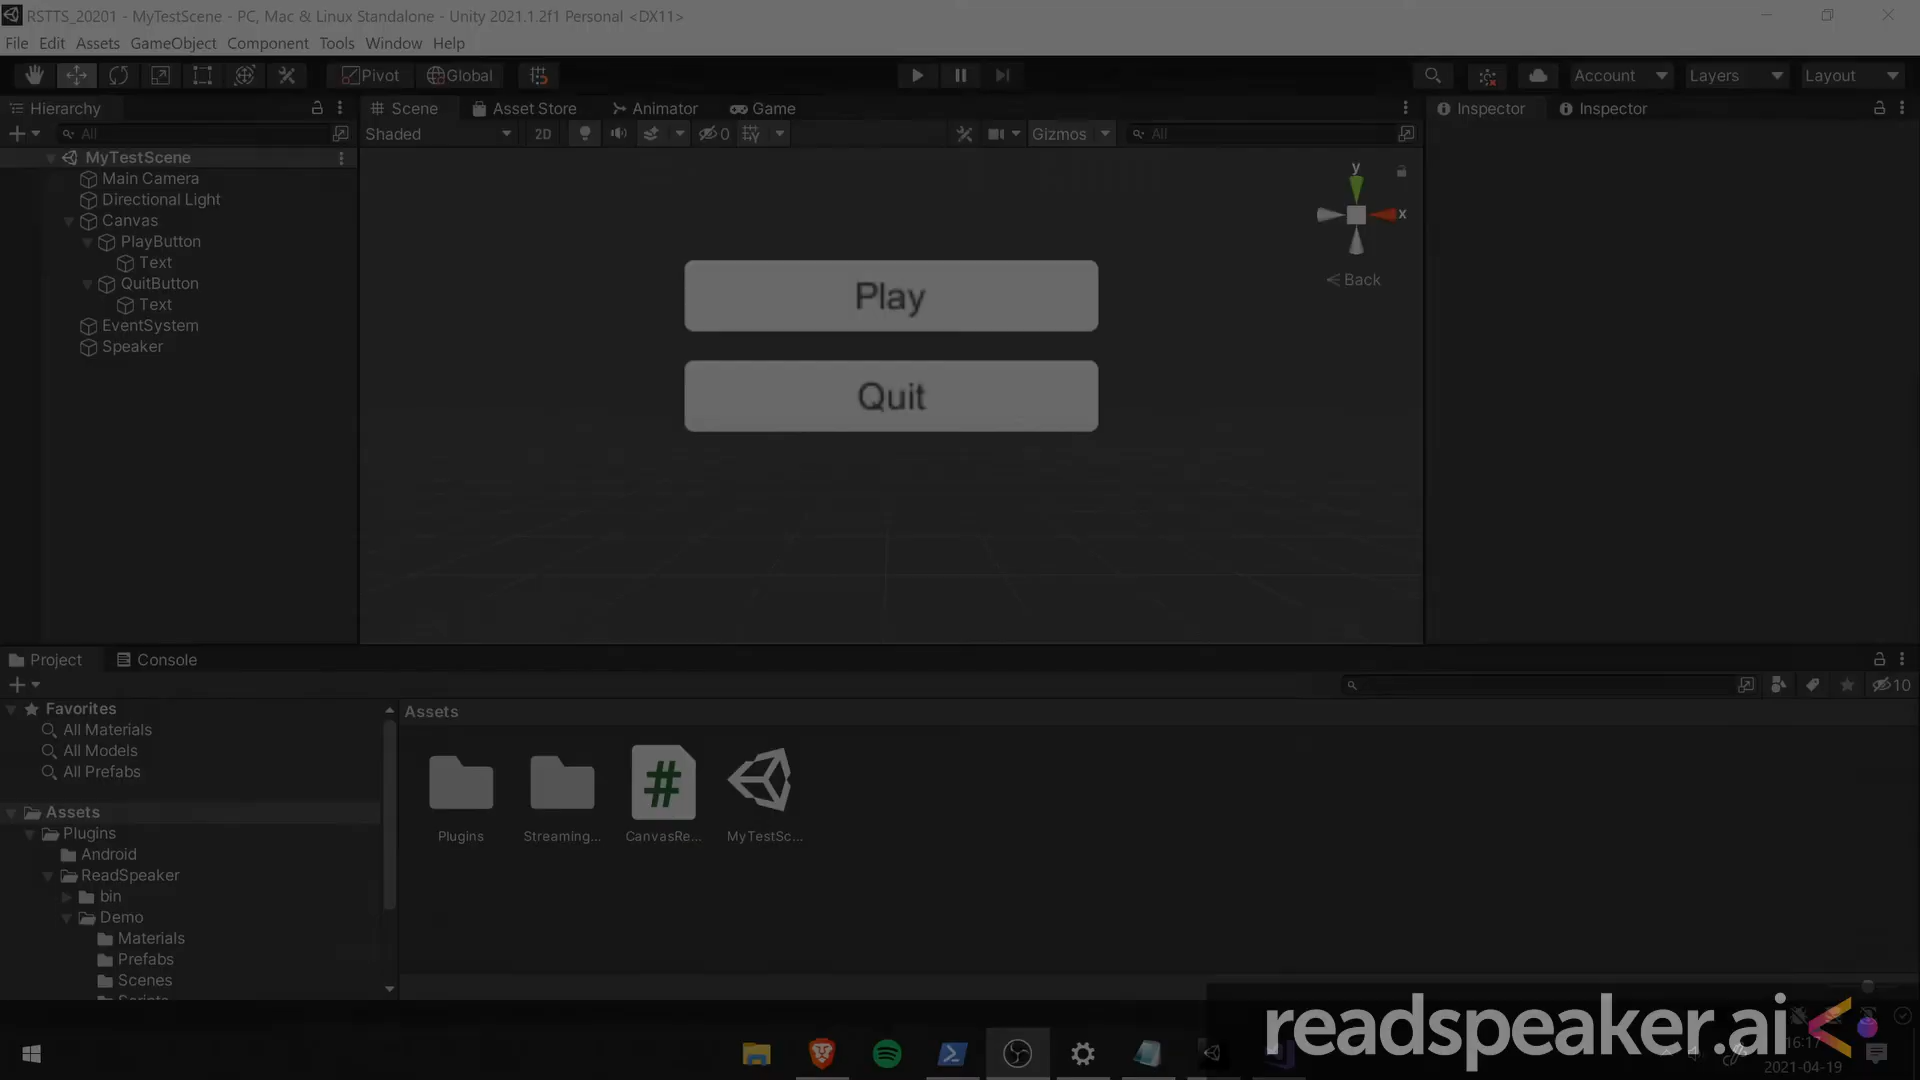 RSTTS_20201 - MyTestScene - PC, Mac & Linux Standalone - Unity 2021.1.2f1 Personal <DX11>
File Edit Assets GameObject Component Tools Window Help
Pivot Global Account Layers Layout
Hierarchy Scene Asset Store Animator Game Inspector Inspector
All Shaded 2D 0 Gizmos All
MyTestScene
Main Camera
Directional Light
Canvas
PlayButton
Text
QuitButton
Text
EventSystem
Speaker
y
x
Back
Play
Quit
Project Console
10
Favorites
All Materials
All Models
All Prefabs
Assets
Plugins
Android
ReadSpeaker
bin
Demo
Materials
Prefabs
Scenes
Scripts
Assets
#
Plugins Streaming... CanvasRe... MyTestSc...
readspeaker.ai
16:17
2021-04-19